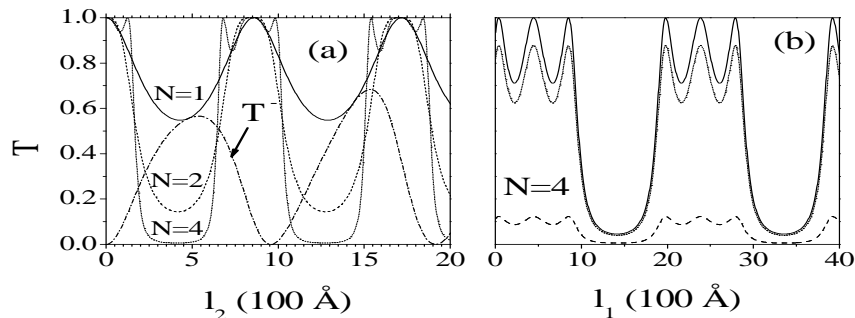 1.0
0.8
0.6
0.4
0.2
0.0
T
(a)
N=1
T⁻
N=2
N=4
0 5 10 15 20
l₂ (100 Å)
(b)
N=4
0 10 20 30 40
l₁ (100 Å)